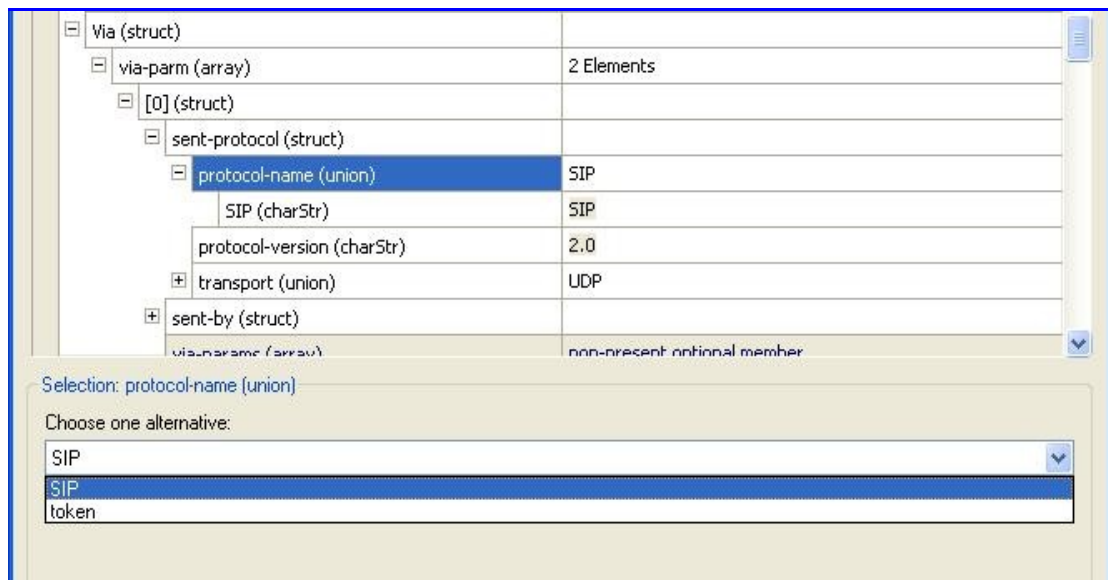 Via (struct)
via-parm (array) 2 Elements
[0] (struct)
sent-protocol (struct)
protocol-name (union) SIP
SIP (charStr) SIP
protocol-version (charStr) 2.0
transport (union) UDP
sent-by (struct)
via-params (array) non-present optional member
Selection: protocol-name (union)
Choose one alternative:
SIP
SIP
token